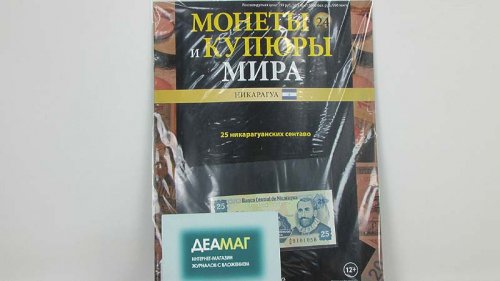 МОНЕТЫ 24
И КУПЮРЫ
МИРА
НИКАРАГУА
25 никарагуанских сентаво
Banco Central de Nicaragua
25
25
ДЕАМАГ
ИНТЕРНЕТ-МАГАЗИН
ЖУРНАЛОВ С ВЛОЖЕНИЕМ
12+